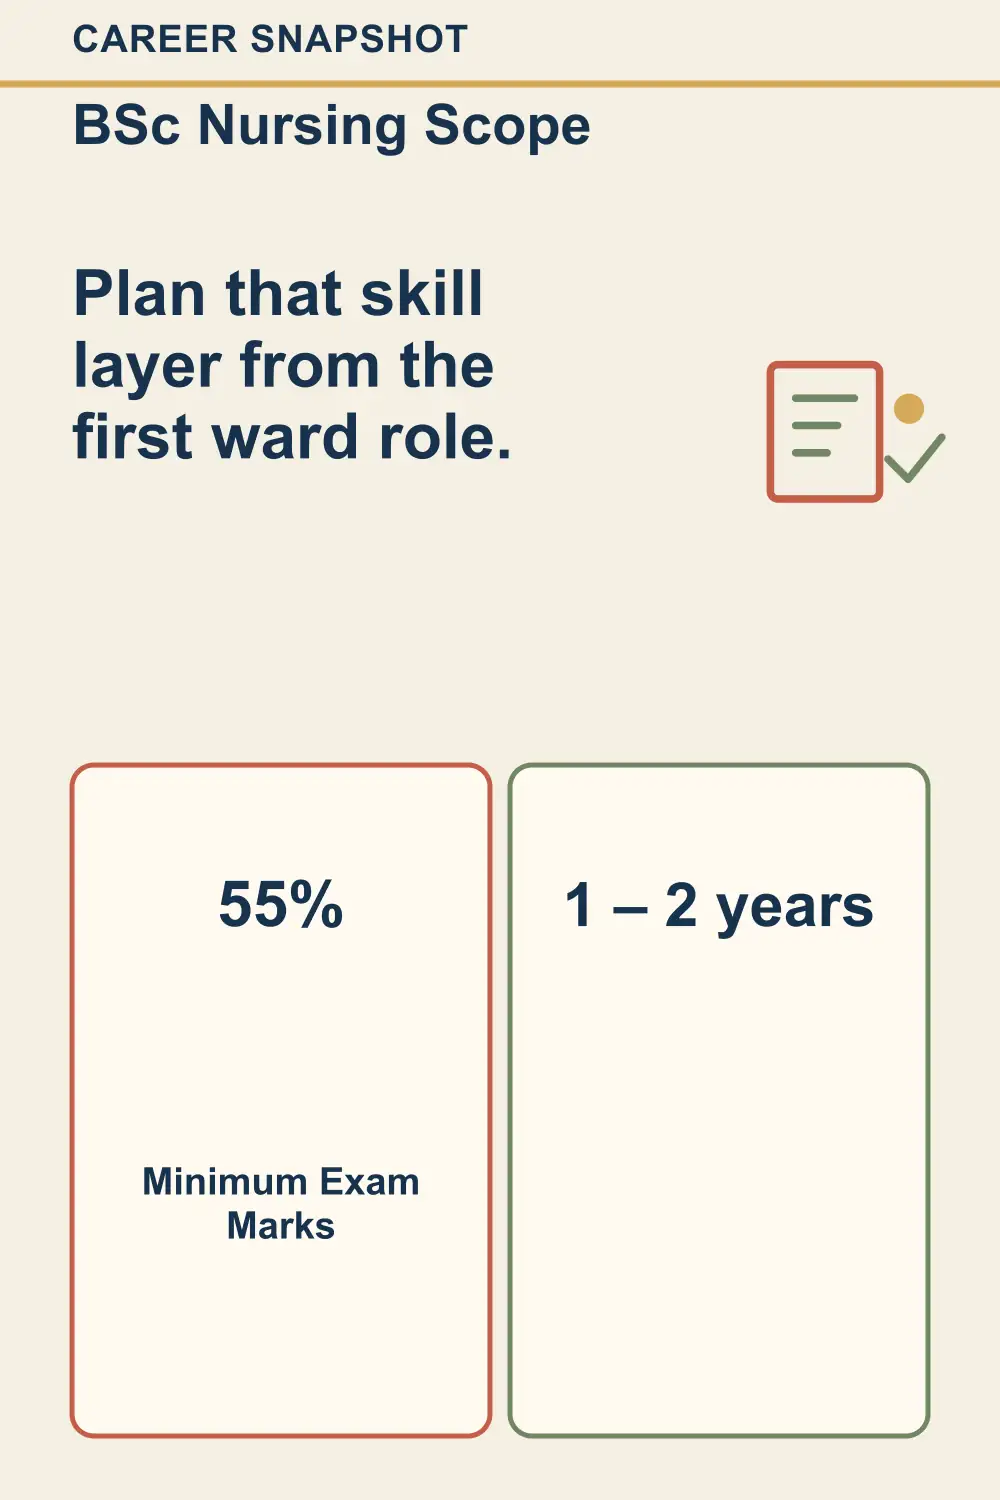 CAREER SNAPSHOT
BSc Nursing Scope
Plan that skill
layer from the
first ward role.
55%
Minimum Exam
Marks
1 – 2 years